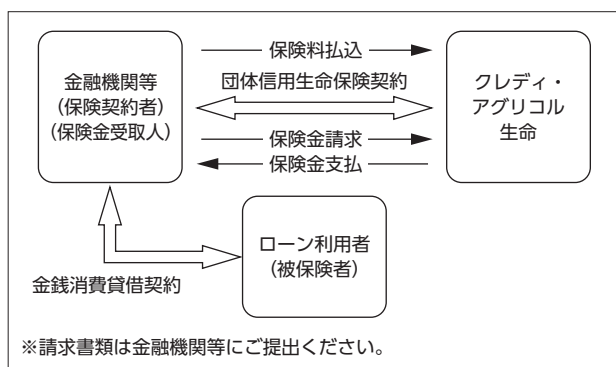 金融機関等
（保険契約者）
（保険金受取人）
保険料払込
団体信用生命保険契約
保険金請求
保険金支払
クレディ・
アグリコル
生命
ローン利用者
（被保険者）
金銭消費貸借契約
※請求書類は金融機関等にご提出ください。